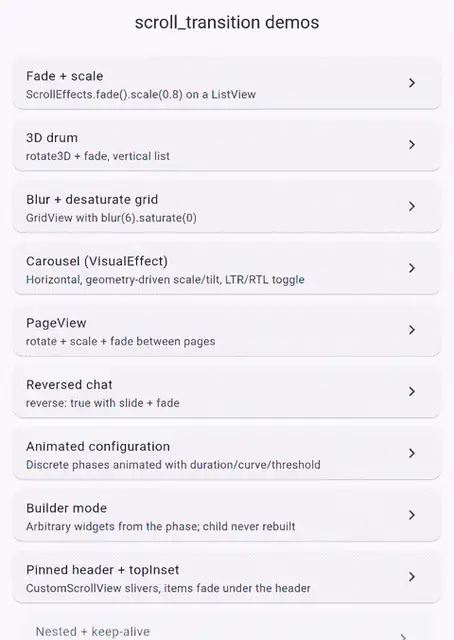 scroll_transition demos
Fade + scale
ScrollEffects.fade().scale(0.8) on a ListView
3D drum
rotate3D + fade, vertical list
Blur + desaturate grid
GridView with blur(6).saturate(0)
Carousel (VisualEffect)
Horizontal, geometry-driven scale/tilt, LTR/RTL toggle
PageView
rotate + scale + fade between pages
Reversed chat
reverse: true with slide + fade
Animated configuration
Discrete phases animated with duration/curve/threshold
Builder mode
Arbitrary widgets from the phase; child never rebuilt
Pinned header + topInset
CustomScrollView slivers, items fade under the header
Nested + keep-alive